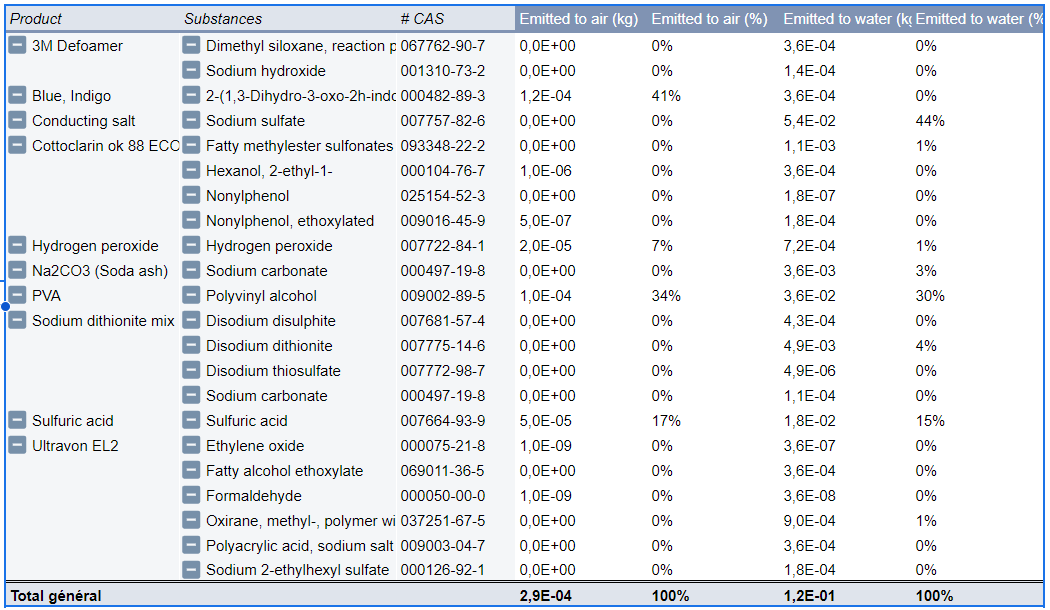 Product Substances # CAS Emitted to air (kg) Emitted to air (%) Emitted to water (kg Emitted to water (%
3M Defoamer Dimethyl siloxane, reaction p 067762-90-7 0,0E+00 0% 3,6E-04 0%
Sodium hydroxide 001310-73-2 0,0E+00 0% 1,4E-04 0%
Blue, Indigo 2-(1,3-Dihydro-3-oxo-2h-indo 000482-89-3 1,2E-04 41% 3,6E-04 0%
Conducting salt Sodium sulfate 007757-82-6 0,0E+00 0% 5,4E-02 44%
Cottoclarin ok 88 ECO Fatty methylester sulfonates 093348-22-2 0,0E+00 0% 1,1E-03 1%
Hexanol, 2-ethyl-1- 000104-76-7 1,0E-06 0% 3,6E-04 0%
Nonylphenol 025154-52-3 0,0E+00 0% 1,8E-07 0%
Nonylphenol, ethoxylated 009016-45-9 5,0E-07 0% 1,8E-04 0%
Hydrogen peroxide Hydrogen peroxide 007722-84-1 2,0E-05 7% 7,2E-04 1%
Na2CO3 (Soda ash) Sodium carbonate 000497-19-8 0,0E+00 0% 3,6E-03 3%
PVA Polyvinyl alcohol 009002-89-5 1,0E-04 34% 3,6E-02 30%
Sodium dithionite mix Disodium disulphite 007681-57-4 0,0E+00 0% 4,3E-04 0%
Disodium dithionite 007775-14-6 0,0E+00 0% 4,9E-03 4%
Disodium thiosulfate 007772-98-7 0,0E+00 0% 4,9E-06 0%
Sodium carbonate 000497-19-8 0,0E+00 0% 1,1E-04 0%
Sulfuric acid Sulfuric acid 007664-93-9 5,0E-05 17% 1,8E-02 15%
Ultravon EL2 Ethylene oxide 000075-21-8 1,0E-09 0% 3,6E-07 0%
Fatty alcohol ethoxylate 069011-36-5 0,0E+00 0% 3,6E-04 0%
Formaldehyde 000050-00-0 1,0E-09 0% 3,6E-08 0%
Oxirane, methyl-, polymer wi 037251-67-5 0,0E+00 0% 9,0E-04 1%
Polyacrylic acid, sodium salt 009003-04-7 0,0E+00 0% 3,6E-04 0%
Sodium 2-ethylhexyl sulfate 000126-92-1 0,0E+00 0% 1,8E-04 0%
Total général 2,9E-04 100% 1,2E-01 100%